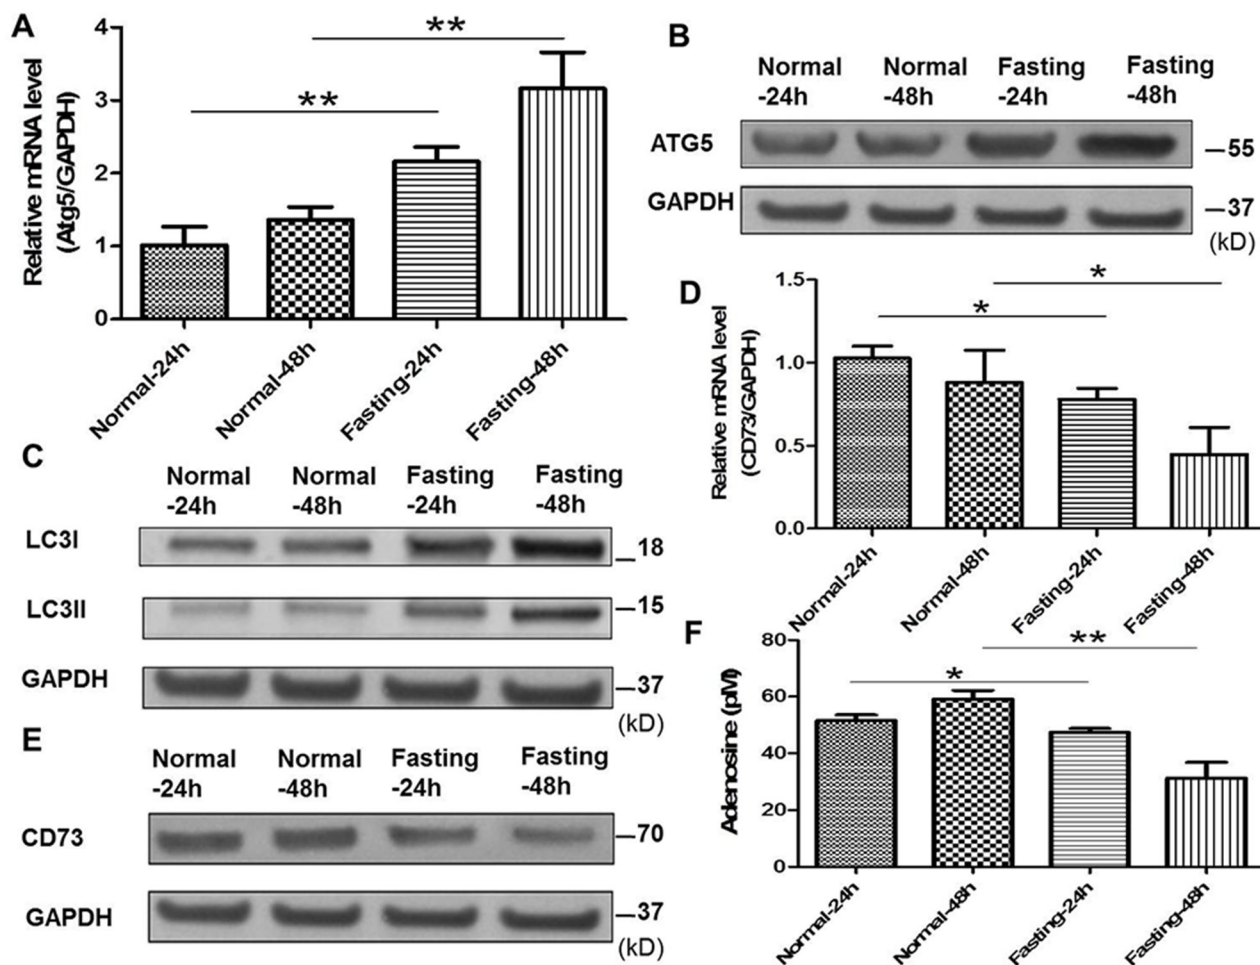 A
Relative mRNA level
(Atg5/GAPDH)
4
3
2
1
0
**
**
Normal-24h
Normal-48h
Fasting-24h
Fasting-48h
B
Normal
-24h
Normal
-48h
Fasting
-24h
Fasting
-48h
ATG5
55
GAPDH
37
(kD)
C
Normal
-24h
Normal
-48h
Fasting
-24h
Fasting
-48h
LC3I
18
LC3II
15
GAPDH
37
(kD)
D
Relative mRNA level
(CD73/GAPDH)
1.5
1.0
0.5
0.0
*
*
Normal-24h
Normal-48h
Fasting-24h
Fasting-48h
E
Normal
-24h
Normal
-48h
Fasting
-24h
Fasting
-48h
CD73
70
GAPDH
37
(kD)
F
Adenosine (pM)
80
60
40
20
0
*
**
Normal-24h
Normal-48h
Fasting-24h
Fasting-48h